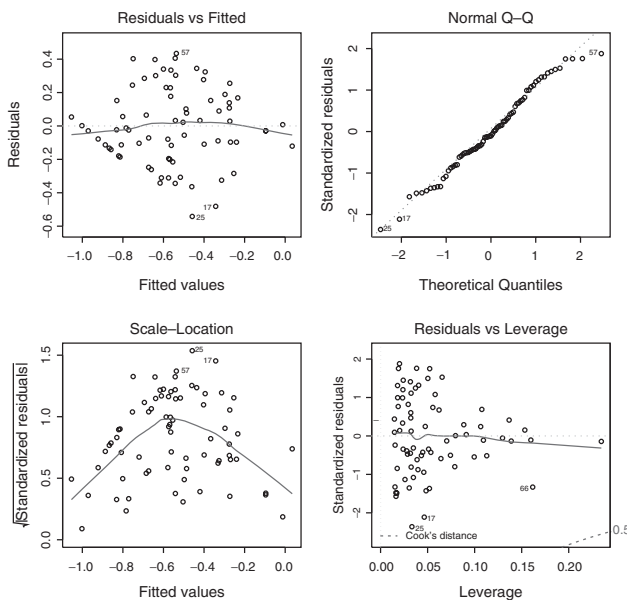 Residuals vs Fitted
Residuals
0.4
0.2
0.0
−0.2
−0.4
−0.6
57
17
25
−1.0 −0.8 −0.6 −0.4 −0.2 0.0
Fitted values
Normal Q–Q
Standardized residuals
2
1
0
−1
−2
57
17
25
−2 −1 0 1 2
Theoretical Quantiles
Scale–Location
√|Standardized residuals|
1.5
1.0
0.5
0.0
25
17
57
−1.0 −0.8 −0.6 −0.4 −0.2 0.0
Fitted values
Residuals vs Leverage
Standardized residuals
2
1
0
−1
−2
66
17
25
Cook's distance
0.5
0.00 0.05 0.10 0.15 0.20
Leverage